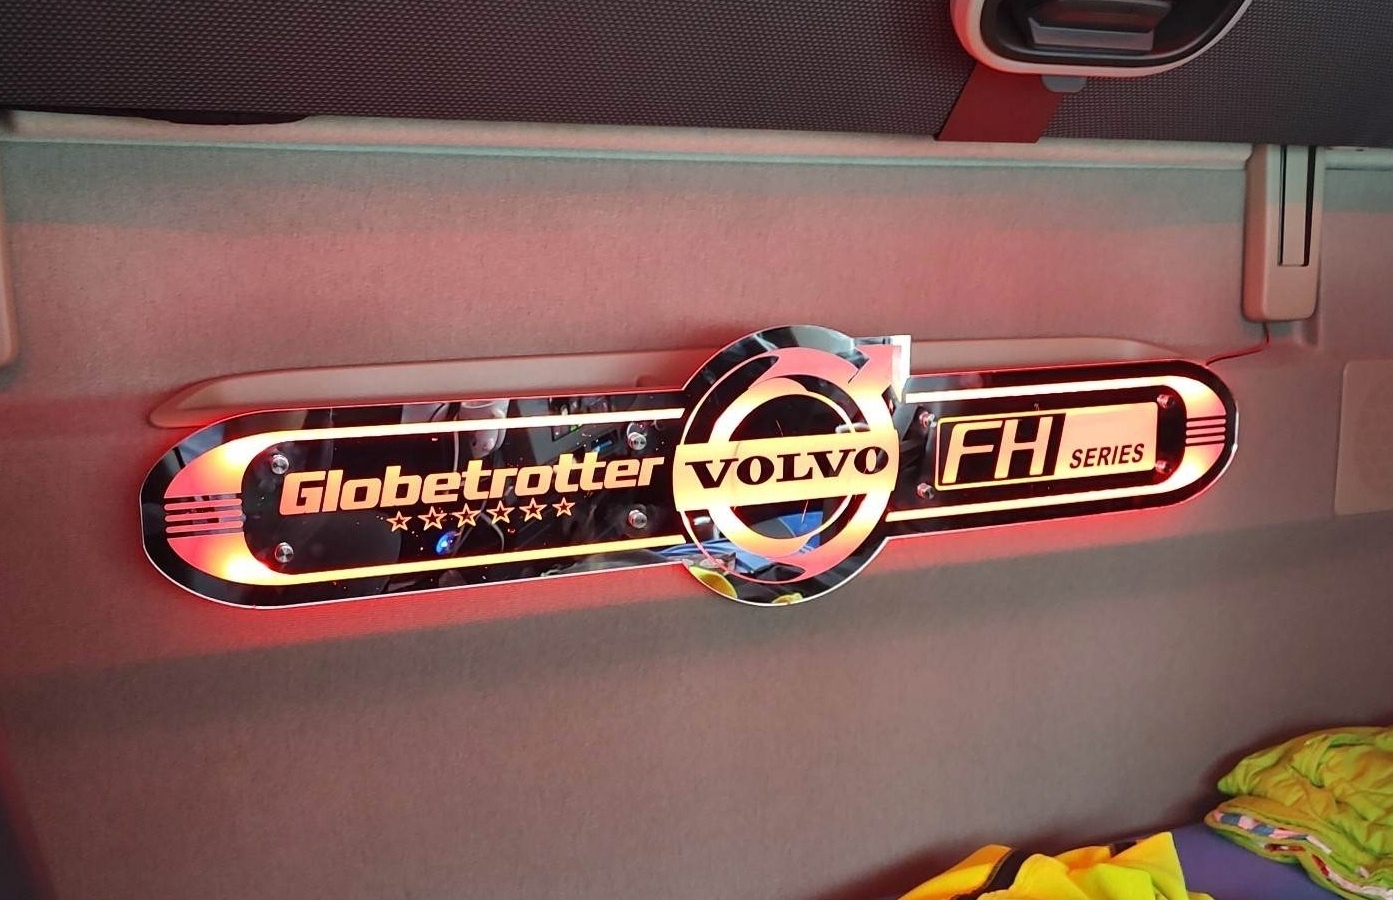 Globetrotter
☆☆☆☆☆☆
VOLVO
FH SERIES